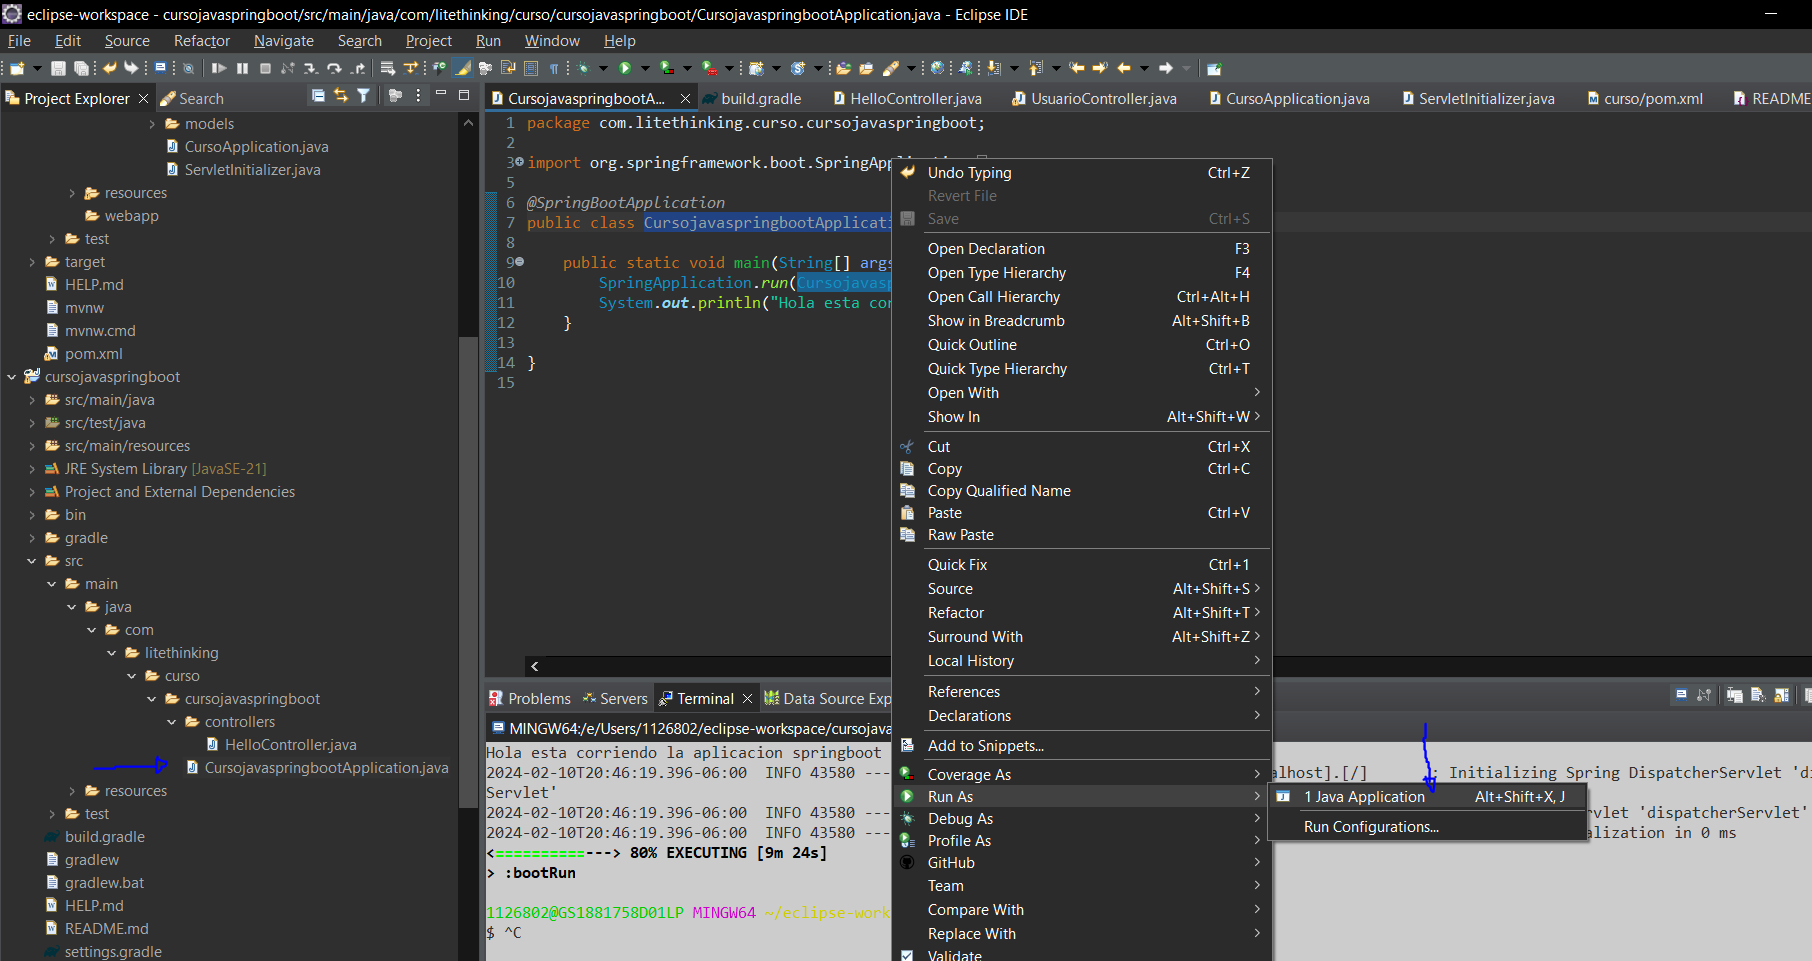 eclipse-workspace - cursojavaspringboot/src/main/java/com/litethinking/curso/cursojavaspringboot/CursojavaspringbootApplication.java - Eclipse IDE
File Edit Source Refactor Navigate Search Project Run Window Help
Project Explorer
Search
models
CursoApplication.java
ServletInitializer.java
resources
webapp
test
target
HELP.md
mvnw
mvnw.cmd
pom.xml
cursojavaspringboot
src/main/java
src/test/java
src/main/resources
JRE System Library [JavaSE-21]
Project and External Dependencies
bin
gradle
src
main
java
com
litethinking
curso
cursojavaspringboot
controllers
HelloController.java
CursojavaspringbootApplication.java
resources
test
build.gradle
gradlew
gradlew.bat
HELP.md
README.md
settings.gradle
CursojavaspringbootA... build.gradle HelloController.java UsuarioController.java CursoApplication.java ServletInitializer.java curso/pom.xml README
1 package com.litethinking.curso.cursojavaspringboot;
2
3 import org.springframework.boot.SpringApp
5
6 @SpringBootApplication
7 public class CursojavaspringbootApplicati
8
9 public static void main(String[] args
10 SpringApplication.run(Cursojavasp
11 System.out.println("Hola esta cor
12 }
13
14 }
15
Undo Typing Ctrl+Z
Revert File
Save Ctrl+S
Open Declaration F3
Open Type Hierarchy F4
Open Call Hierarchy Ctrl+Alt+H
Show in Breadcrumb Alt+Shift+B
Quick Outline Ctrl+O
Quick Type Hierarchy Ctrl+T
Open With
Show In Alt+Shift+W
Cut Ctrl+X
Copy Ctrl+C
Copy Qualified Name
Paste Ctrl+V
Raw Paste
Quick Fix Ctrl+1
Source Alt+Shift+S
Refactor Alt+Shift+T
Surround With Alt+Shift+Z
Local History
References
Declarations
Add to Snippets...
Coverage As
Run As
Debug As
Profile As
GitHub
Team
Compare With
Replace With
Validate
1 Java Application Alt+Shift+X, J
Run Configurations...
Problems Servers Terminal Data Source Exp
MINGW64:/e/Users/1126802/eclipse-workspace/cursojava
Hola esta corriendo la aplicacion springboot
2024-02-10T20:46:19.396-06:00 INFO 43580 --- alhost].[/] : Initializing Spring DispatcherServlet 'di
Servlet'
2024-02-10T20:46:19.396-06:00 INFO 43580 --- rvlet 'dispatcherServlet'
2024-02-10T20:46:19.396-06:00 INFO 43580 --- alization in 0 ms
<==========---> 80% EXECUTING [9m 24s]
> :bootRun
1126802@GS1881758D01LP MINGW64 ~/eclipse-work
$ ^C